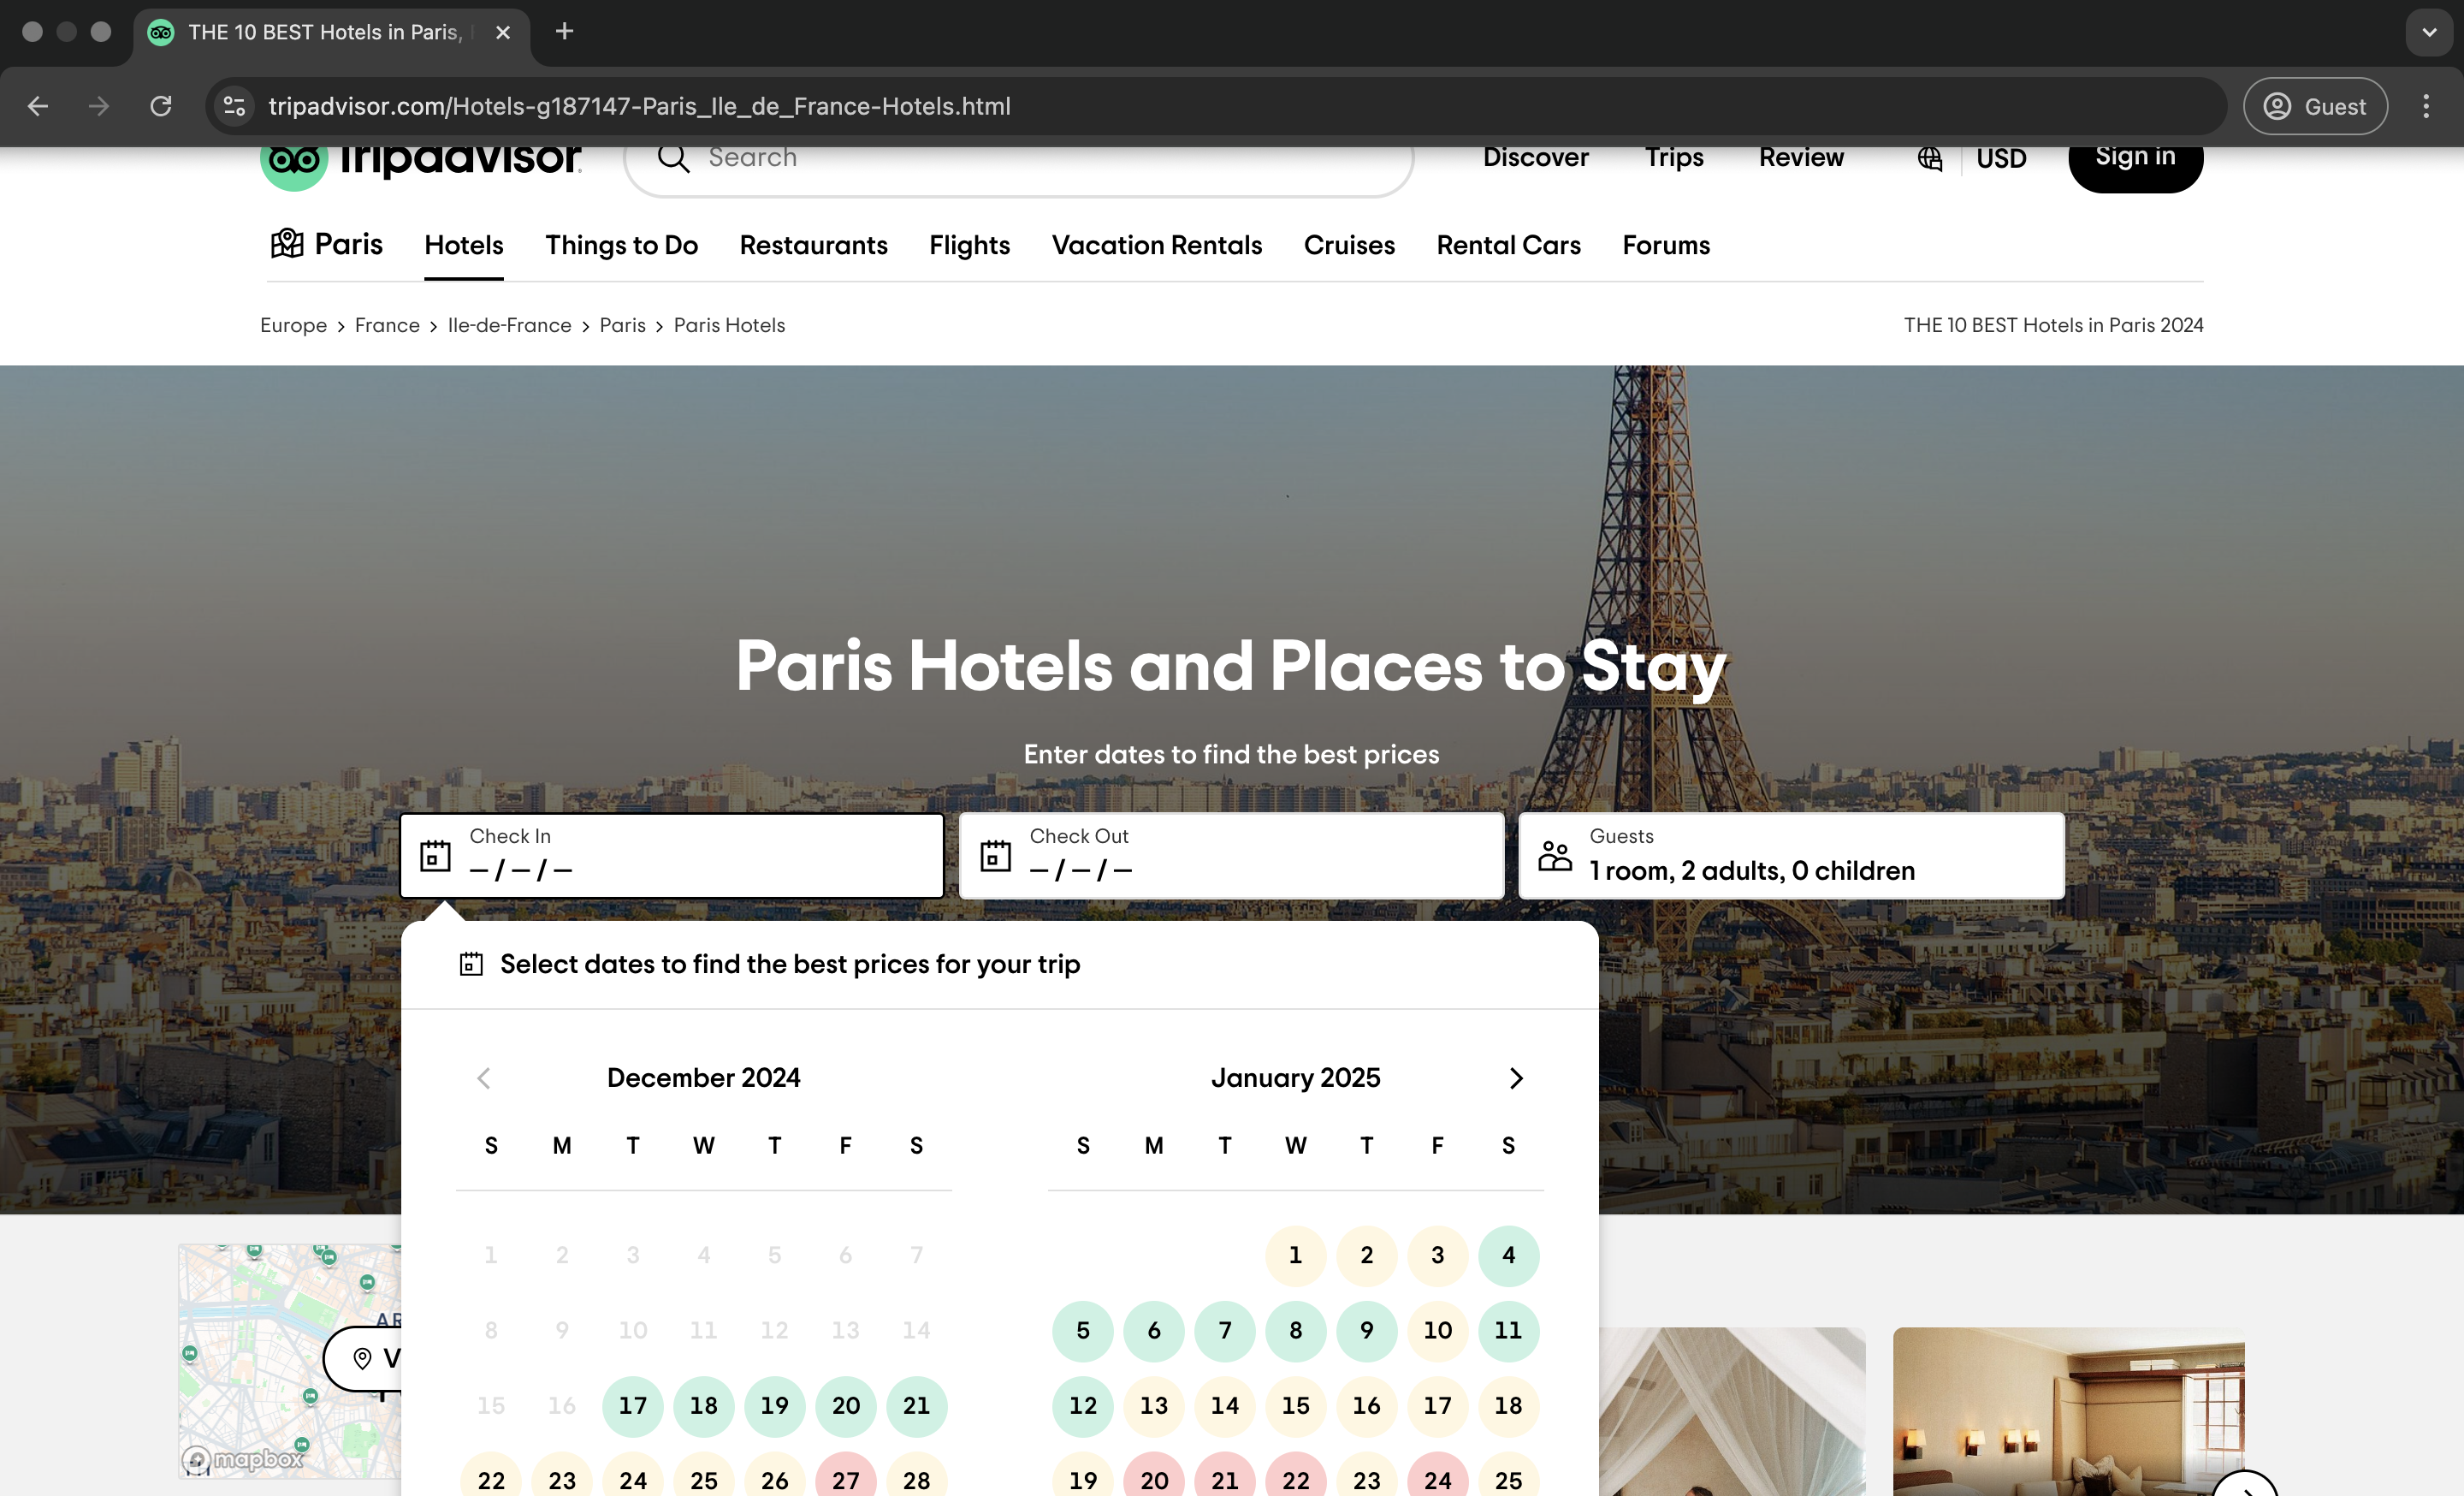 THE 10 BEST Hotels in Paris,
tripadvisor.com/Hotels-g187147-Paris_Ile_de_France-Hotels.html
Guest
Tripadvisor
Search
Discover
Trips
Review
USD
Sign in
Paris
Hotels
Things to Do
Restaurants
Flights
Vacation Rentals
Cruises
Rental Cars
Forums
Europe › France › Ile-de-France › Paris › Paris Hotels
THE 10 BEST Hotels in Paris 2024
Paris Hotels and Places to Stay
Enter dates to find the best prices
Check In
– / – / –
Check Out
– / – / –
Guests
1 room, 2 adults, 0 children
Select dates to find the best prices for your trip
December 2024
S M T W T F S
1 2 3 4 5 6 7
8 9 10 11 12 13 14
15 16 17 18 19 20 21
22 23 24 25 26 27 28
January 2025
S M T W T F S
1 2 3 4
5 6 7 8 9 10 11
12 13 14 15 16 17 18
19 20 21 22 23 24 25
AR
V
mapbox